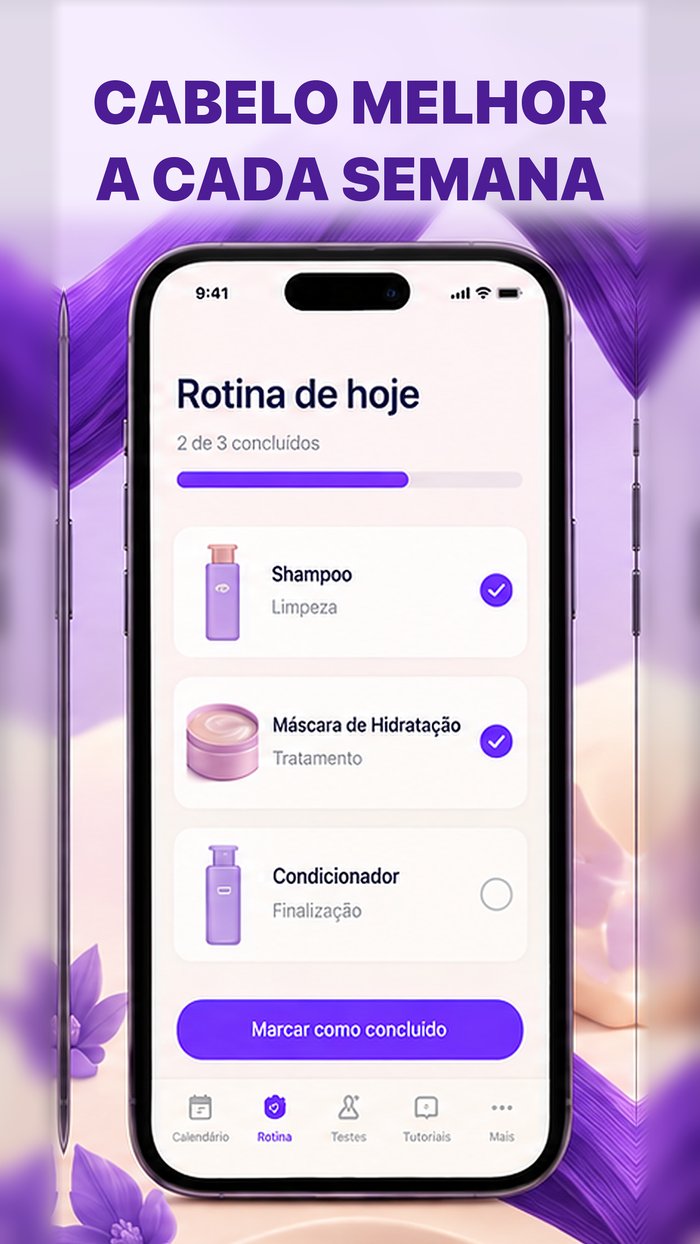 CABELO MELHOR
A CADA SEMANA
9:41
Rotina de hoje
2 de 3 concluídos
Shampoo
Limpeza
Máscara de Hidratação
Tratamento
Condicionador
Finalização
Marcar como concluído
Calendário
Rotina
Testes
Tutoriais
Mais